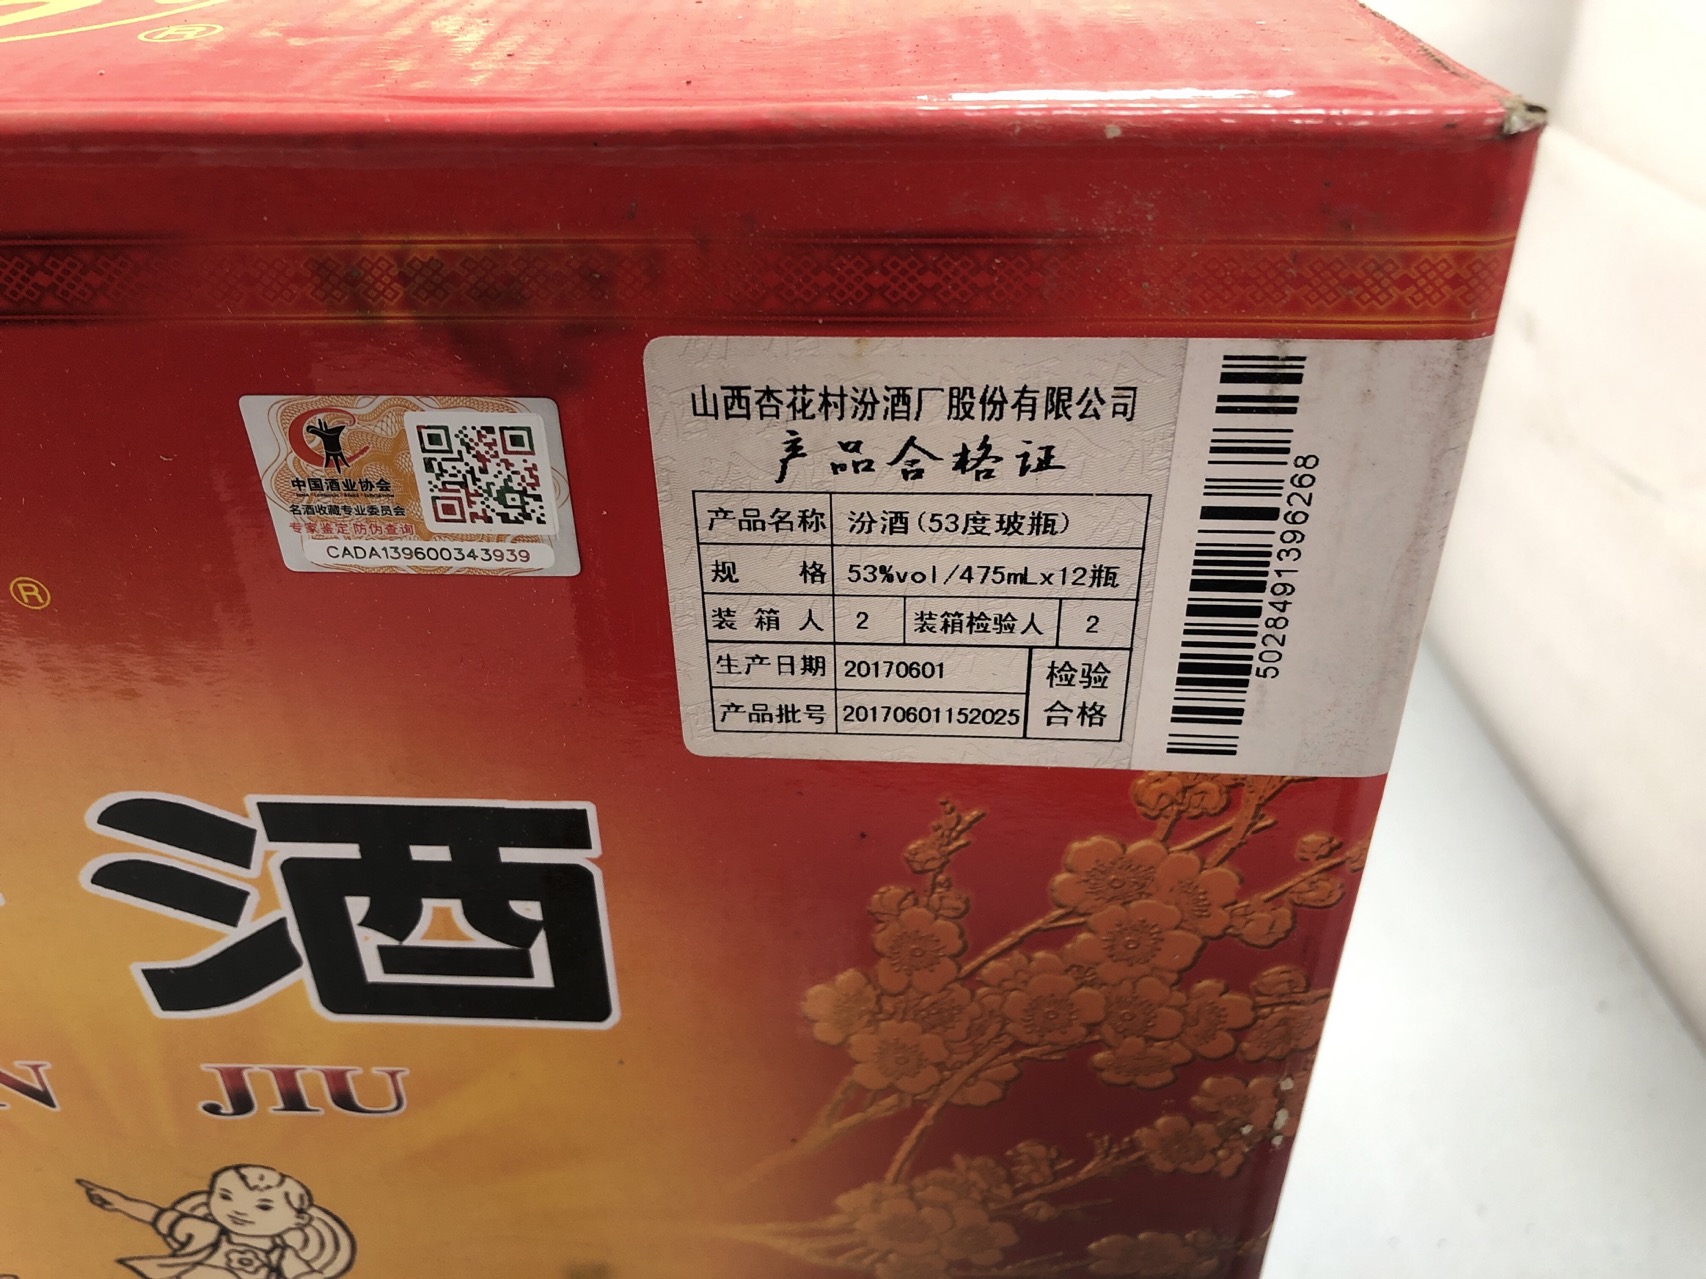 ®
山西杏花村汾酒厂股份有限公司
产品合格证
产品名称 汾酒(53度玻瓶)
规 格 53%vol/475mLx12瓶
装箱人 2 装箱检验人 2
生产日期 20170601 检验
产品批号 20170601152025 合格
5028491396268
中国酒业协会
名酒收藏专业委员会
专家鉴定 防伪查询
CADA139600343939
®
酒
N JIU